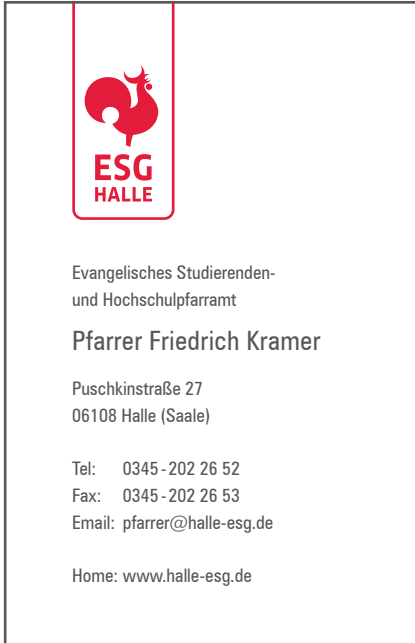 ESG
HALLE
Evangelisches Studierenden-
und Hochschulpfarramt
Pfarrer Friedrich Kramer
Puschkinstraße 27
06108 Halle (Saale)
Tel: 0345 - 202 26 52
Fax: 0345 - 202 26 53
Email: pfarrer@halle-esg.de
Home: www.halle-esg.de